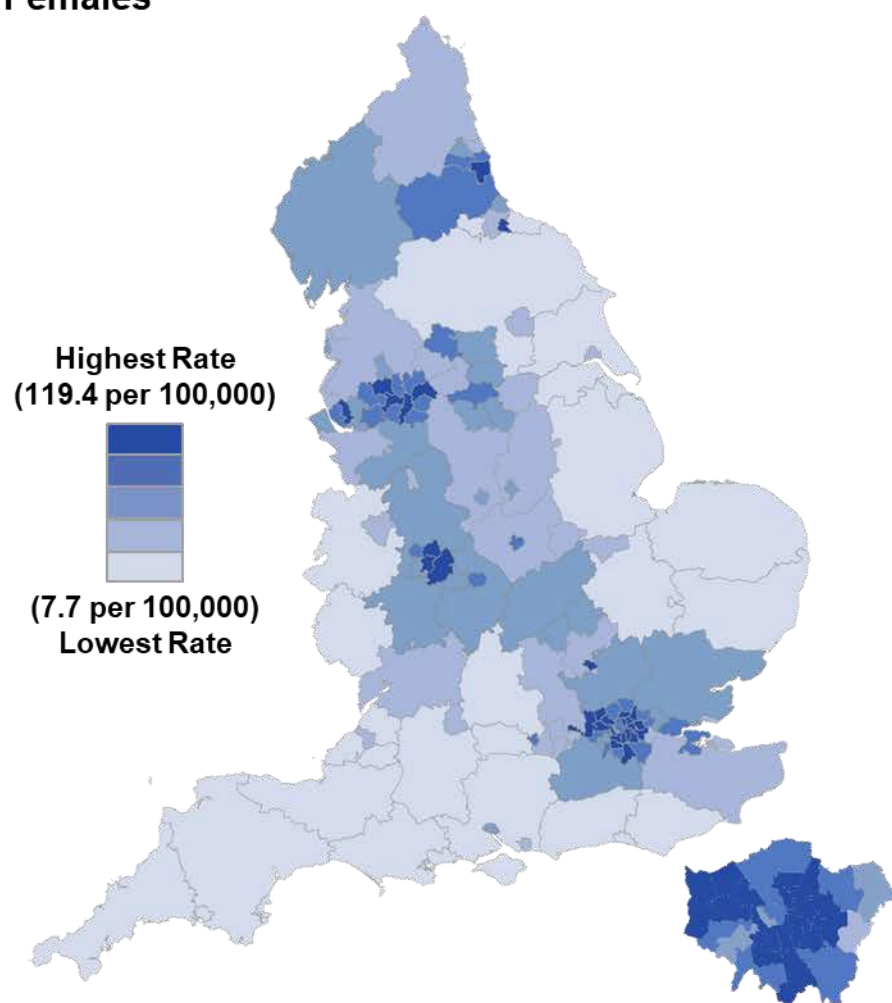 Females
Highest Rate
(119.4 per 100,000)
(7.7 per 100,000)
Lowest Rate